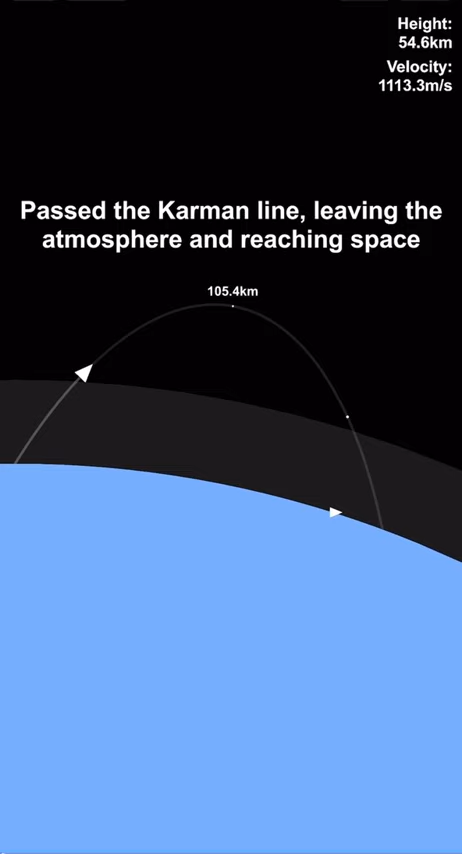 Height:
54.6km
Velocity:
1113.3m/s
Passed the Karman line, leaving the
atmosphere and reaching space
105.4km